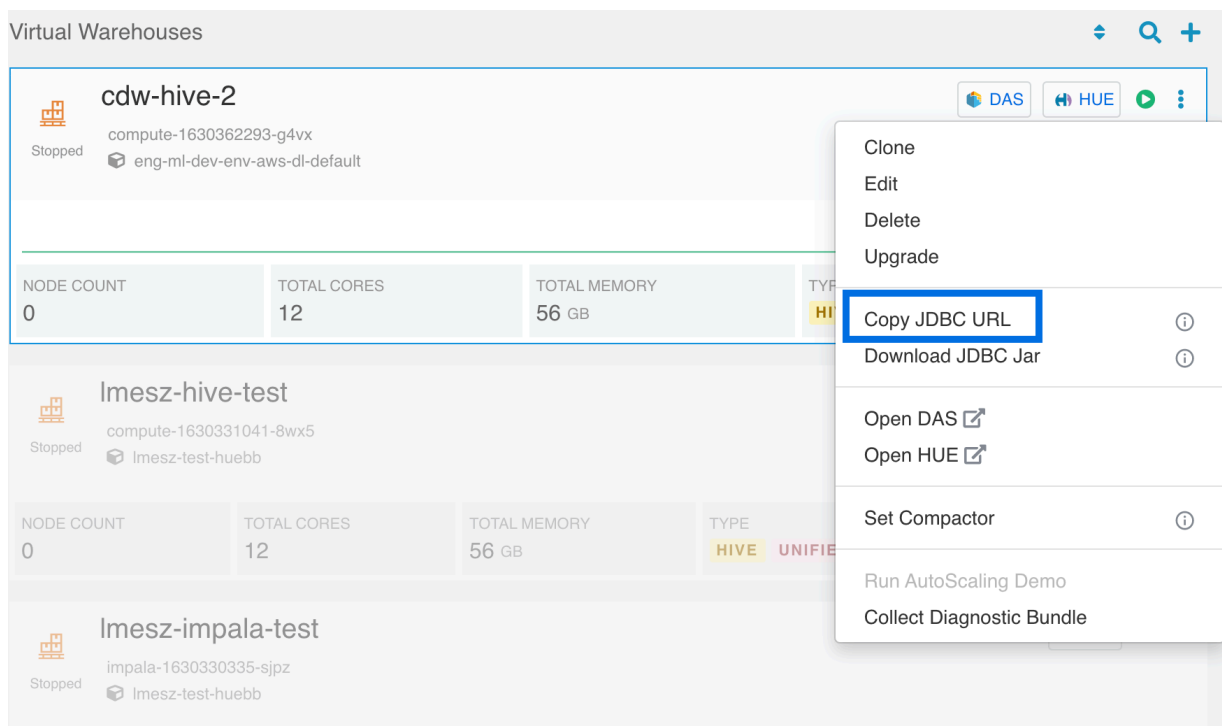 Virtual Warehouses
cdw-hive-2
DAS
HUE
Stopped
compute-1630362293-g4vx
eng-ml-dev-env-aws-dl-default
NODE COUNT
0
TOTAL CORES
12
TOTAL MEMORY
56 GB
TYP
HI
Clone
Edit
Delete
Upgrade
Copy JDBC URL
Download JDBC Jar
Open DAS
Open HUE
Set Compactor
Run AutoScaling Demo
Collect Diagnostic Bundle
lmesz-hive-test
Stopped
compute-1630331041-8wx5
lmesz-test-huebb
NODE COUNT
0
TOTAL CORES
12
TOTAL MEMORY
56 GB
TYPE
HIVE UNIFIE
lmesz-impala-test
Stopped
impala-1630330335-sjpz
lmesz-test-huebb